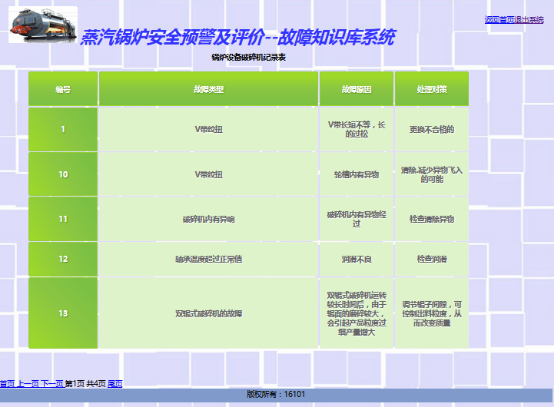 返回首页退出系统
蒸汽锅炉安全预警及评价--故障知识库系统
锅炉设备破碎机记录表
编号 故障类型 故障原因 处理对策
1 V带绞扭 V带长短不等，长的过松 更换不合格的
10 V带绞扭 轮槽内有异物 清除,减少异物飞入的可能
11 破碎机内有异响 破碎机内有异物经过 检查清除异物
12 轴承温度超过正常值 润滑不良 检查润滑
13 双辊式破碎机的故障 双辊式破碎机运转较长时间后，由于辊面的磨碎较大，会引起产品粒度过细产量增大 调节辊子间隙，可控制出料粒度，从而改变质量
首页 上一页 下一页 第1页 共4页 尾页
版权所有：16101